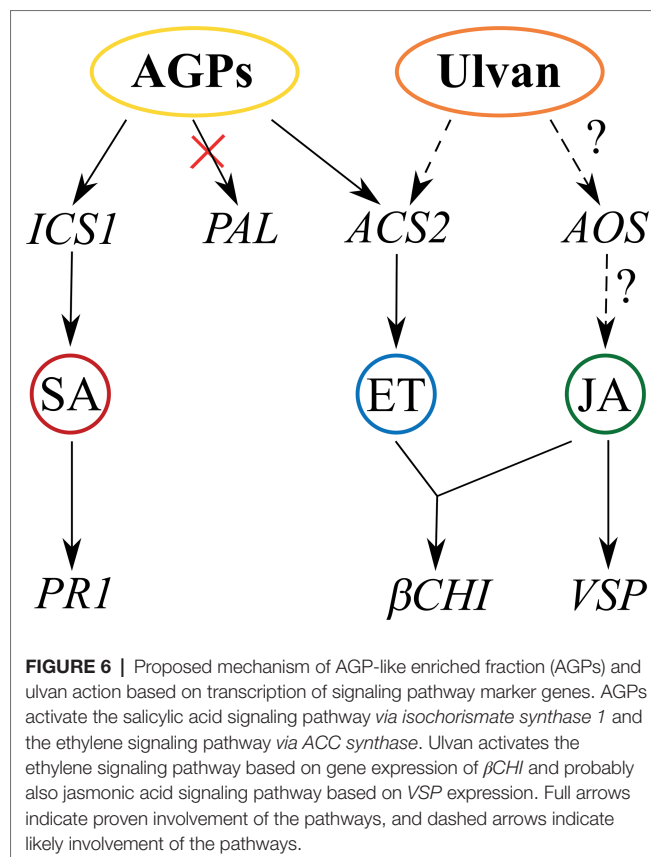 AGPs Ulvan
?
ICS1 PAL ACS2 AOS
?
SA ET JA
PR1 βCHI VSP
FIGURE 6 | Proposed mechanism of AGP-like enriched fraction (AGPs) and
ulvan action based on transcription of signaling pathway marker genes. AGPs
activate the salicylic acid signaling pathway via isochorismate synthase 1 and
the ethylene signaling pathway via ACC synthase. Ulvan activates the
ethylene signaling pathway based on gene expression of βCHI and probably
also jasmonic acid signaling pathway based on VSP expression. Full arrows
indicate proven involvement of the pathways, and dashed arrows indicate
likely involvement of the pathways.